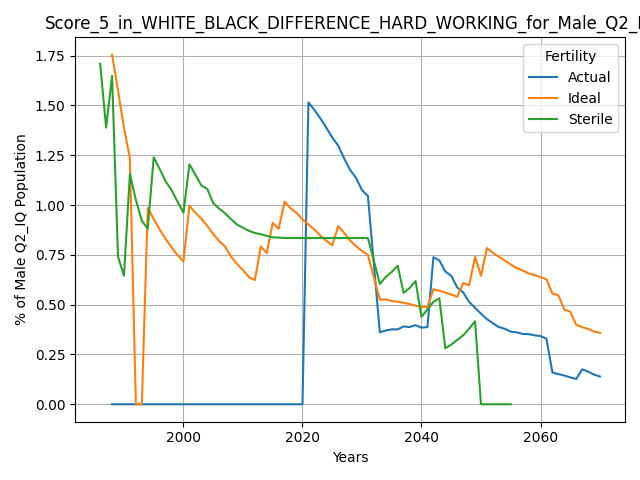 Score_5_in_WHITE_BLACK_DIFFERENCE_HARD_WORKING_for_Male_Q2_I
Fertility
Actual
Ideal
Sterile
% of Male Q2_IQ Population
1.75
1.50
1.25
1.00
0.75
0.50
0.25
0.00
2000 2020 2040 2060
Years